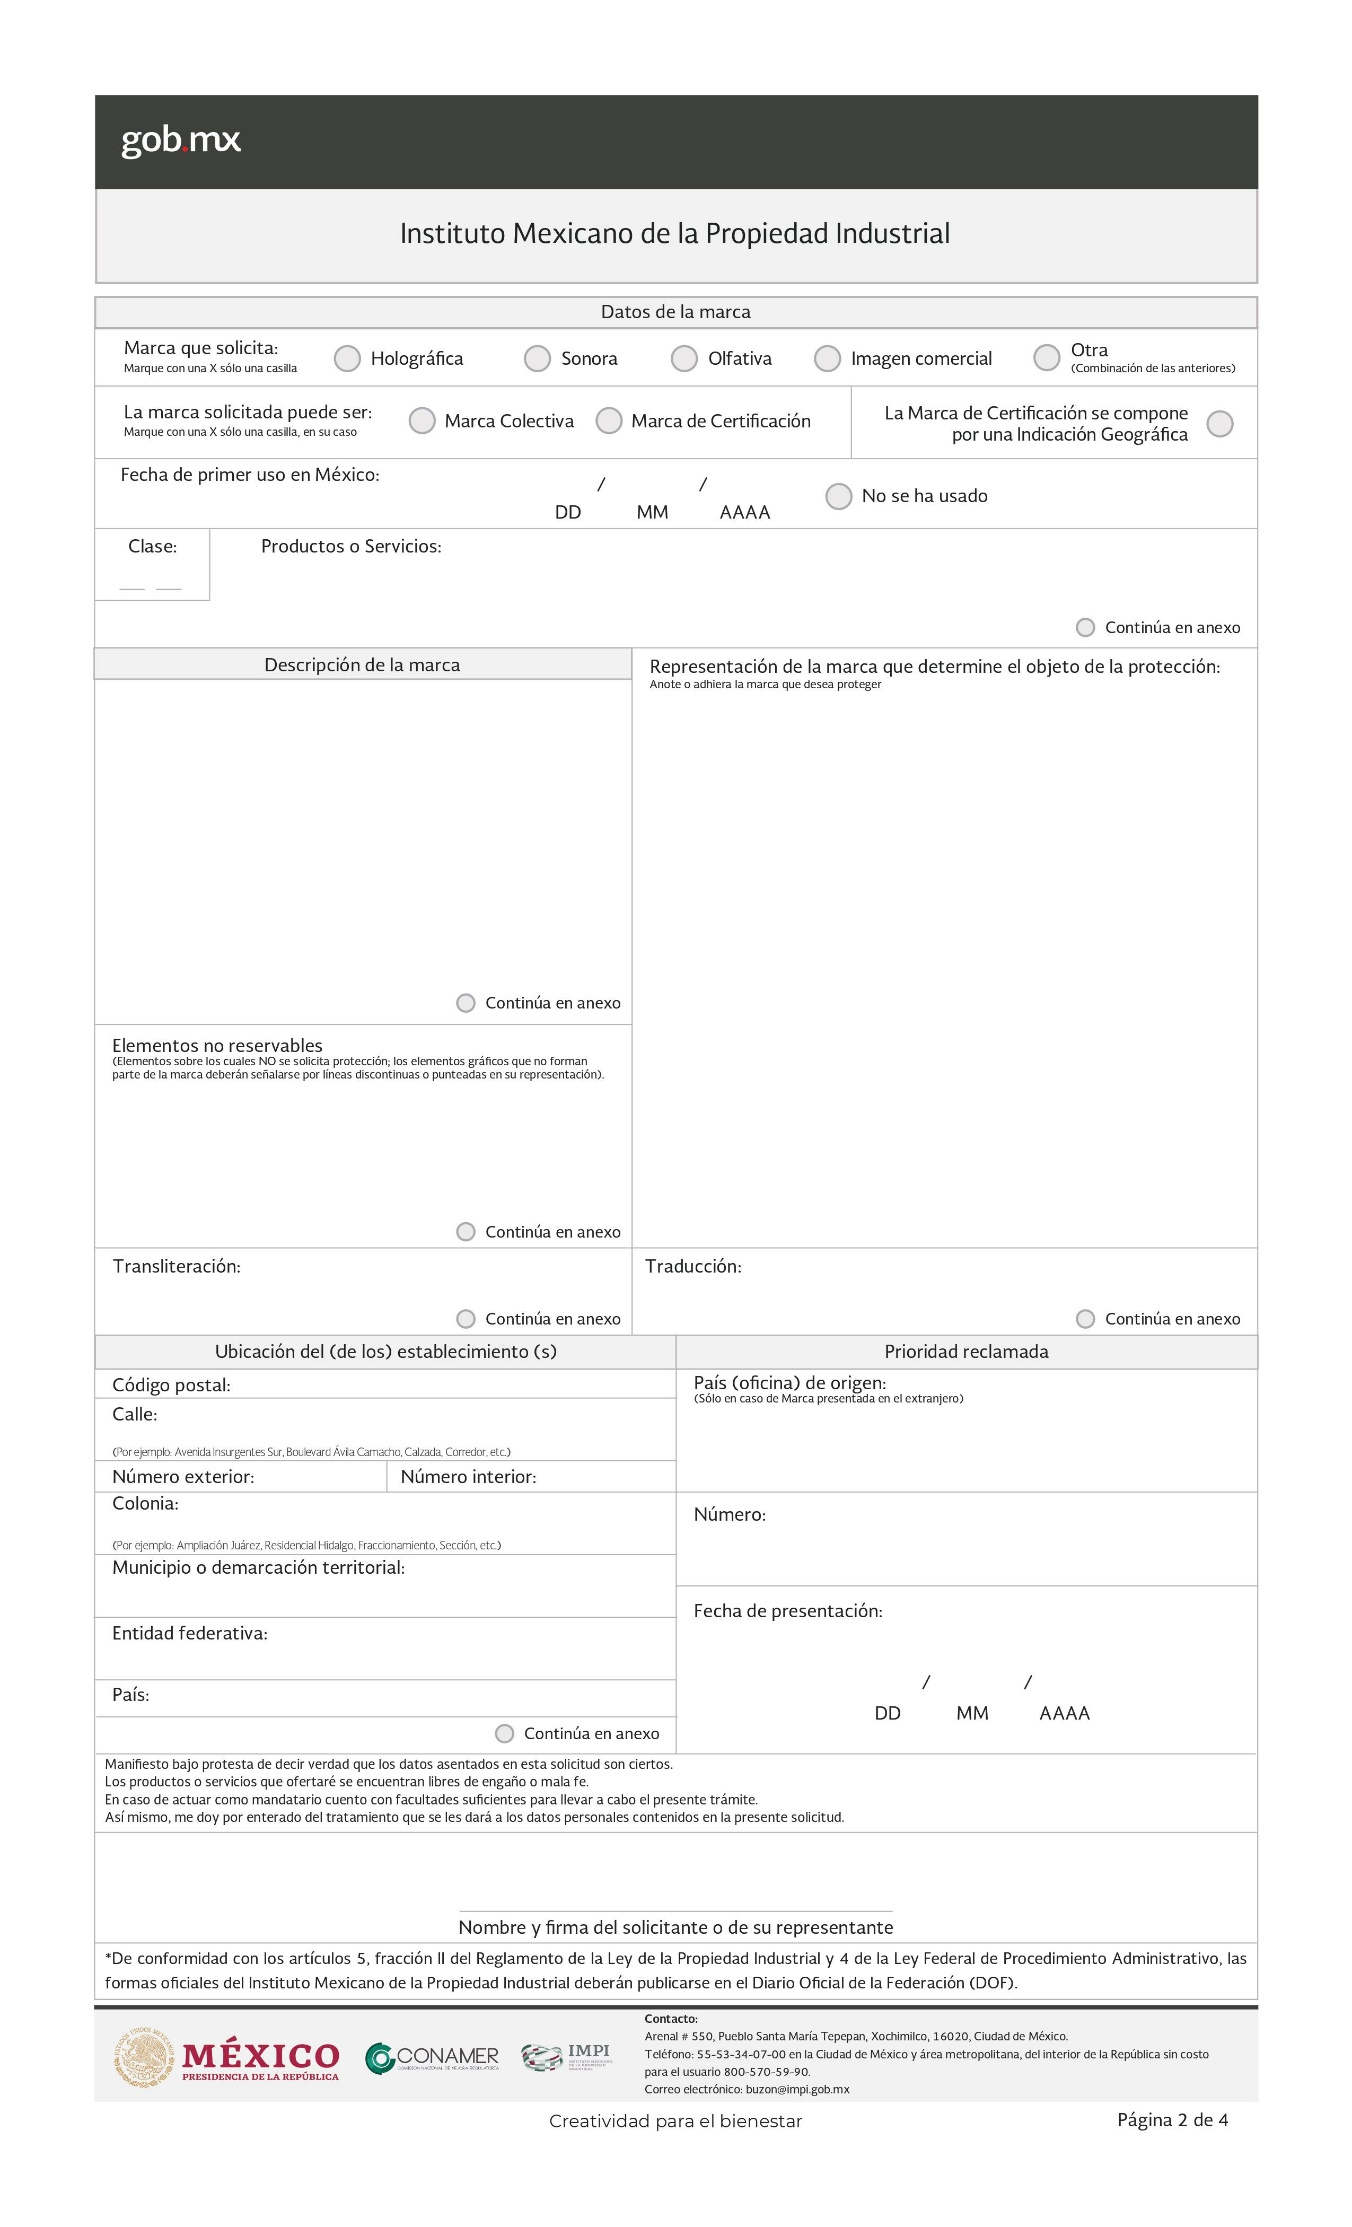 gob.mx
Instituto Mexicano de la Propiedad Industrial
Datos de la marca
Marca que solicita:
Marque con una X sólo una casilla
Holográfica
Sonora
Olfativa
Imagen comercial
Otra
(Combinación de las anteriores)
La marca solicitada puede ser:
Marque con una X sólo una casilla, en su caso
Marca Colectiva
Marca de Certificación
La Marca de Certificación se compone
por una Indicación Geográfica
Fecha de primer uso en México:
/ /
DD MM AAAA
No se ha usado
Clase:
__ __
Productos o Servicios:
Continúa en anexo
Descripción de la marca
Continúa en anexo
Representación de la marca que determine el objeto de la protección:
Anote o adhiera la marca que desea proteger
Elementos no reservables
(Elementos sobre los cuales NO se solicita protección; los elementos gráficos que no forman
parte de la marca deberán señalarse por líneas discontinuas o punteadas en su representación).
Continúa en anexo
Transliteración:
Continúa en anexo
Traducción:
Continúa en anexo
Ubicación del (de los) establecimiento (s)
Código postal:
Calle:
(Por ejemplo: Avenida Insurgentes Sur, Boulevard Ávila Camacho, Calzada, Corredor, etc.)
Número exterior:
Número interior:
Colonia:
(Por ejemplo: Ampliación Juárez, Residencial Hidalgo, Fraccionamiento, Sección, etc.)
Municipio o demarcación territorial:
Entidad federativa:
País:
Continúa en anexo
Prioridad reclamada
País (oficina) de origen:
(Sólo en caso de Marca presentada en el extranjero)
Número:
Fecha de presentación:
/ /
DD MM AAAA
Manifiesto bajo protesta de decir verdad que los datos asentados en esta solicitud son ciertos.
Los productos o servicios que ofertaré se encuentran libres de engaño o mala fe.
En caso de actuar como mandatario cuento con facultades suficientes para llevar a cabo el presente trámite.
Así mismo, me doy por enterado del tratamiento que se les dará a los datos personales contenidos en la presente solicitud.
Nombre y firma del solicitante o de su representante
*De conformidad con los artículos 5, fracción II del Reglamento de la Ley de la Propiedad Industrial y 4 de la Ley Federal de Procedimiento Administrativo, las
formas oficiales del Instituto Mexicano de la Propiedad Industrial deberán publicarse en el Diario Oficial de la Federación (DOF).
ESTADOS UNIDOS MEXICANOS
MÉXICO
PRESIDENCIA DE LA REPÚBLICA
CONAMER
COMISIÓN NACIONAL DE MEJORA REGULATORIA
IMPI
INSTITUTO MEXICANO
DE LA PROPIEDAD
INDUSTRIAL
Contacto:
Arenal # 550, Pueblo Santa María Tepepan, Xochimilco, 16020, Ciudad de México.
Teléfono: 55-53-34-07-00 en la Ciudad de México y área metropolitana, del interior de la República sin costo
para el usuario 800-570-59-90.
Correo electrónico: buzon@impi.gob.mx
Creatividad para el bienestar
Página 2 de 4